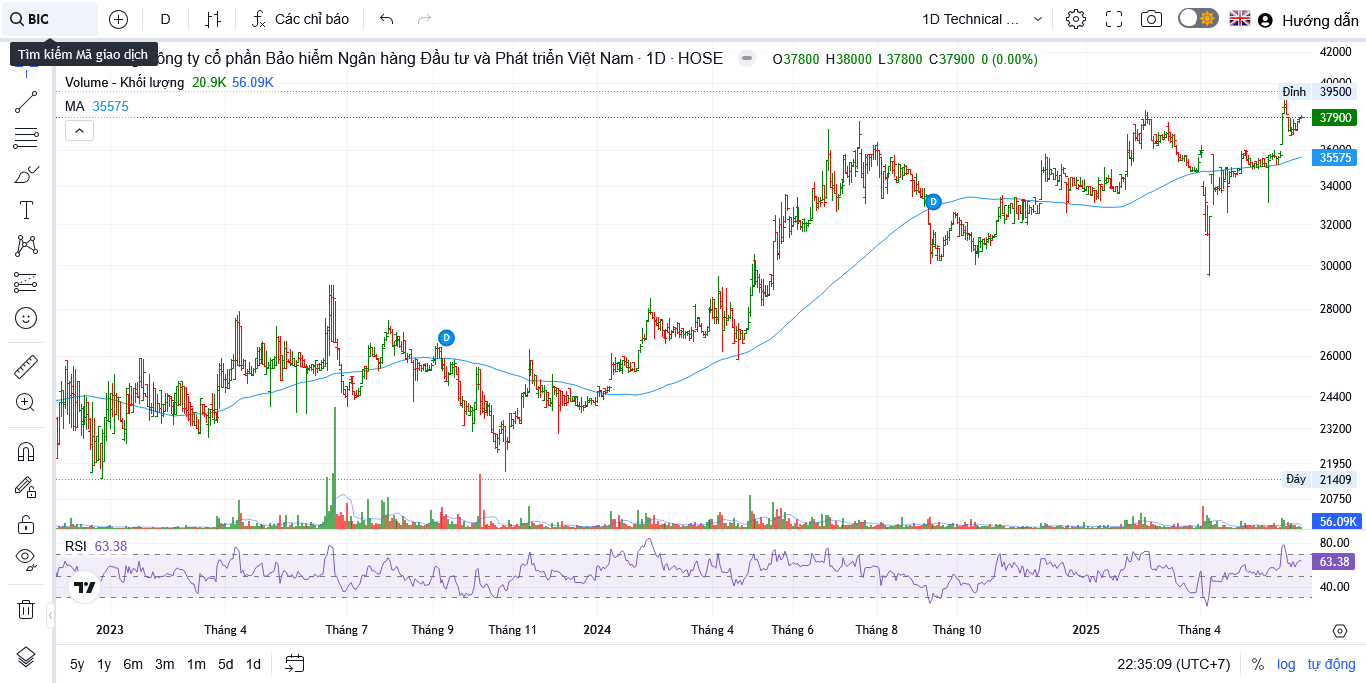 BIC
D
Các chỉ báo
1D Technical ...
Hướng dẫn
Tìm kiếm Mã giao dịch
ông ty cổ phần Bảo hiểm Ngân hàng Đầu tư và Phát triển Việt Nam · 1D · HOSE
O37800 H38000 L37800 C37900 0 (0.00%)
Volume - Khối lượng 20.9K 56.09K
MA 35575
42000
40000
Đỉnh 39500
37900
36000
35575
34000
32000
30000
28000
26000
24400
23200
21950
Đáy 21409
20750
56.09K
D
D
RSI 63.38
80.00
63.38
40.00
2023 Tháng 4 Tháng 7 Tháng 9 Tháng 11 2024 Tháng 4 Tháng 6 Tháng 8 Tháng 10 2025 Tháng 4
5y 1y 6m 3m 1m 5d 1d
22:35:09 (UTC+7) % log tự động